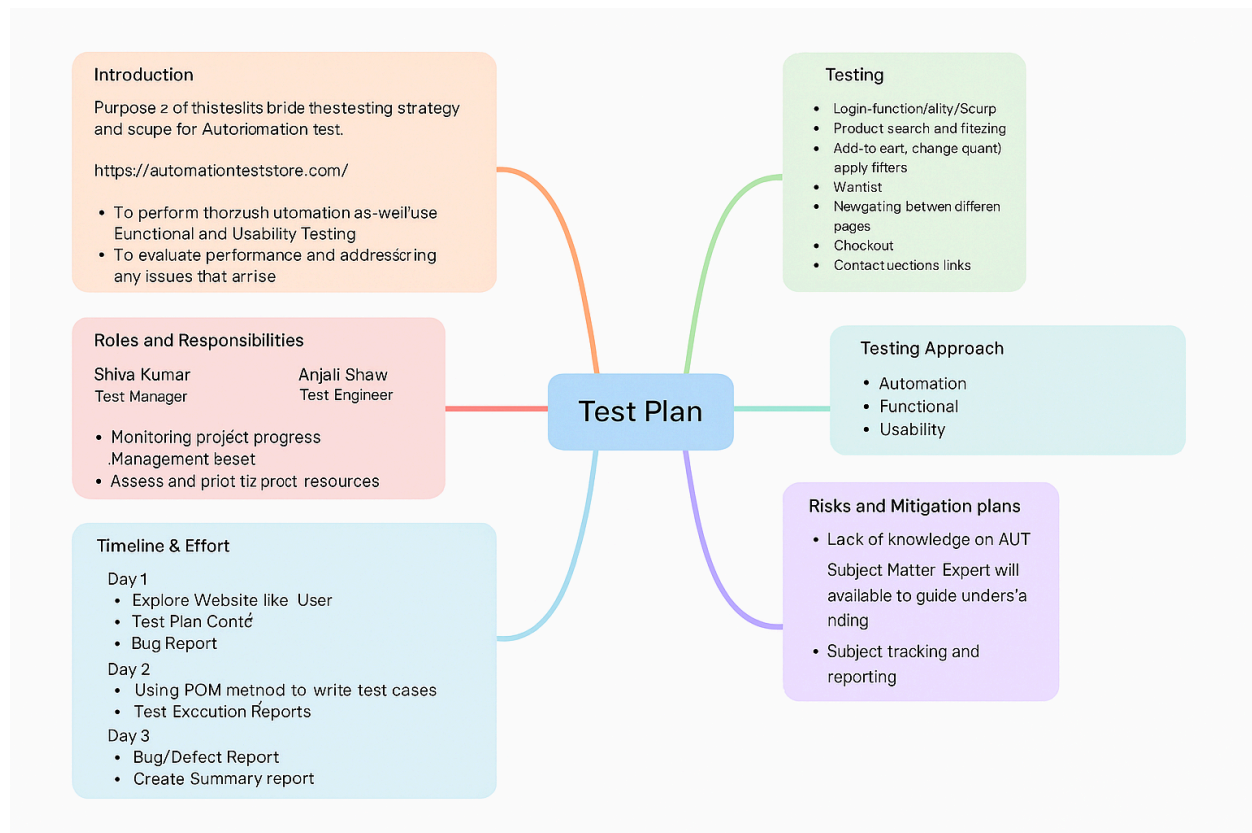 Introduction
Purpose 2 of thisteslits bride thestesting strategy
and scupe for Autoriomation test.
https://automationteststore.com/
• To perform thorzush utomation as-weil'use
Eunctional and Usability Testing
• To evaluate performance and addressicring
any issues that arrise
Roles and Responsibilities
Shiva Kumar
Test Manager
Anjali Shaw
Test Engineer
• Monitoring projéct progress
.Management beset
• Assess and priot tiz proct resources
Timeline & Effort
Day 1
• Explore Website like User
• Test Plan Conté
• Bug Report
Day 2
• Using POM metnod to write test cases
• Test Exccution Reports
Day 3
• Bug/Defect Report
• Create Summary report
Test Plan
Testing
• Login-function/ality/Scurp
• Product search and fitezing
• Add-to eart, change quant)
apply fifters
• Wantist
• Newgating betwen differen
pages
• Chockout
• Contact uections links
Testing Approach
• Automation
• Functional
• Usability
Risks and Mitigation plans
• Lack of knowledge on AUT
Subject Matter Expert will
available to guide unders'a
nding
• Subject tracking and
reporting